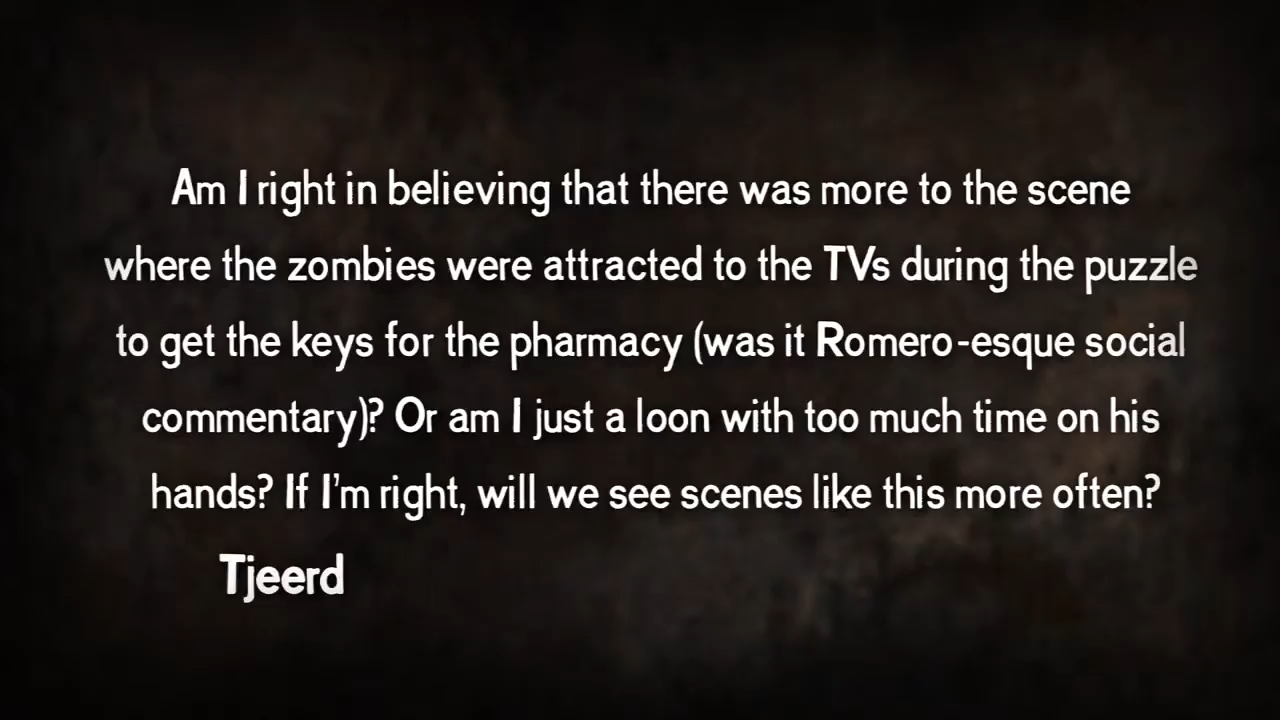 Am I right in believing that there was more to the scene
where the zombies were attracted to the TVs during the puzzle
to get the keys for the pharmacy (was it Romero-esque social
commentary)? Or am I just a loon with too much time on his
hands? If I'm right, will we see scenes like this more often?
Tjeerd